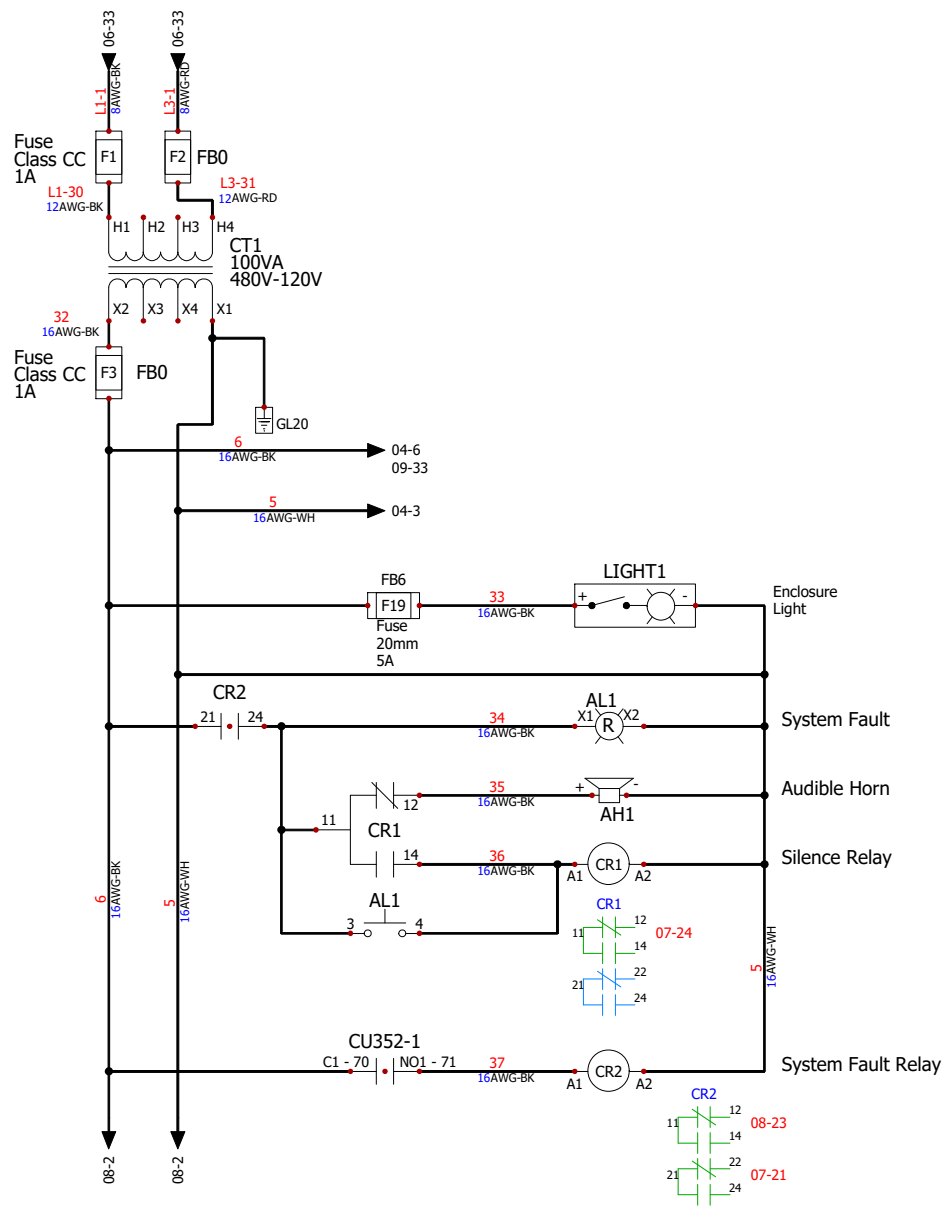 06-33
06-33
L1-1
8AWG-BK
L3-1
8AWG-RD
Fuse
Class CC
1A
F1
F2
FB0
L1-30
12AWG-BK
L3-31
12AWG-RD
H1
H2
H3
H4
CT1
100VA
480V-120V
X2
X3
X4
X1
32
16AWG-BK
Fuse
Class CC
1A
F3
FB0
GL20
6
16AWG-BK
04-6
09-33
5
16AWG-WH
04-3
FB6
F19
Fuse
20mm
5A
33
16AWG-BK
LIGHT1
+
-
Enclosure
Light
CR2
21
24
34
16AWG-BK
AL1
X1
R
X2
System Fault
11
12
CR1
14
35
16AWG-BK
+
-
AH1
Audible Horn
36
16AWG-BK
A1
CR1
A2
Silence Relay
AL1
3
4
CR1
11
12
14
07-24
21
22
24
6
16AWG-BK
5
16AWG-WH
5
16AWG-WH
CU352-1
C1 - 70
NO1 - 71
37
16AWG-BK
A1
CR2
A2
System Fault Relay
CR2
11
12
14
08-23
21
22
24
07-21
08-2
08-2